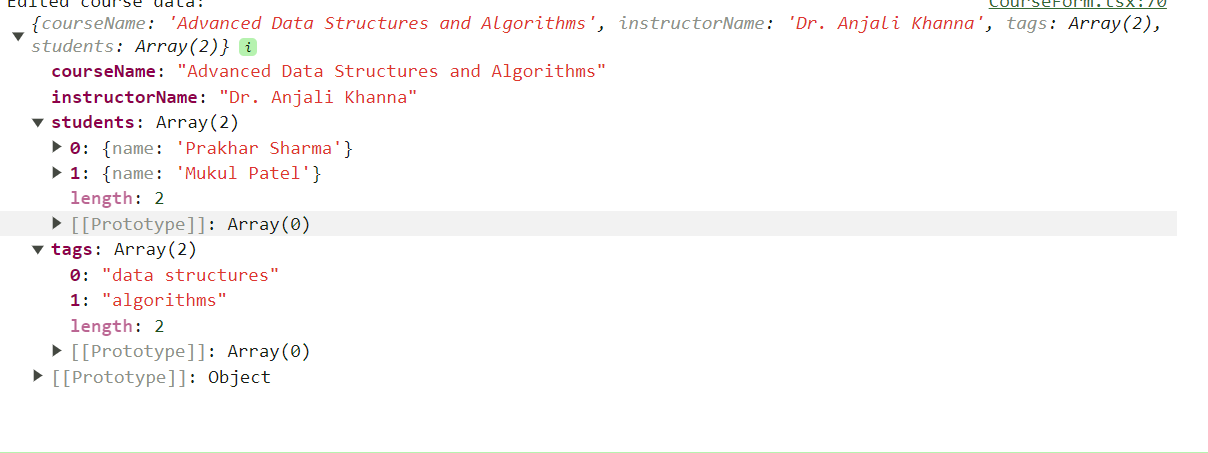 Edited course data:
CourseForm.tsx:70
{courseName: 'Advanced Data Structures and Algorithms', instructorName: 'Dr. Anjali Khanna', tags: Array(2),
students: Array(2)} i
courseName: "Advanced Data Structures and Algorithms"
instructorName: "Dr. Anjali Khanna"
students: Array(2)
0: {name: 'Prakhar Sharma'}
1: {name: 'Mukul Patel'}
length: 2
[[Prototype]]: Array(0)
tags: Array(2)
0: "data structures"
1: "algorithms"
length: 2
[[Prototype]]: Array(0)
[[Prototype]]: Object